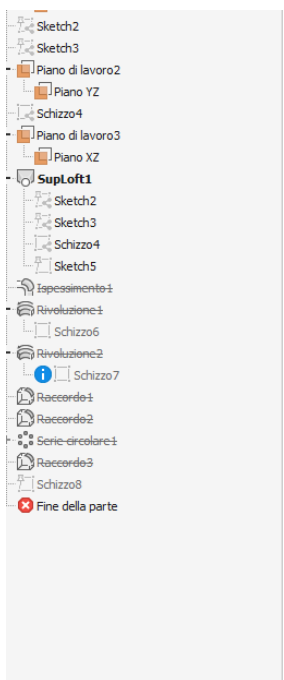 Sketch2
Sketch3
Piano di lavoro2
Piano YZ
Schizzo4
Piano di lavoro3
Piano XZ
SupLoft1
Sketch2
Sketch3
Schizzo4
Sketch5
Ispessimento1
Rivoluzione1
Schizzo6
Rivoluzione2
Schizzo7
Raccordo1
Raccordo2
Serie circolare1
Raccordo3
Schizzo8
Fine della parte